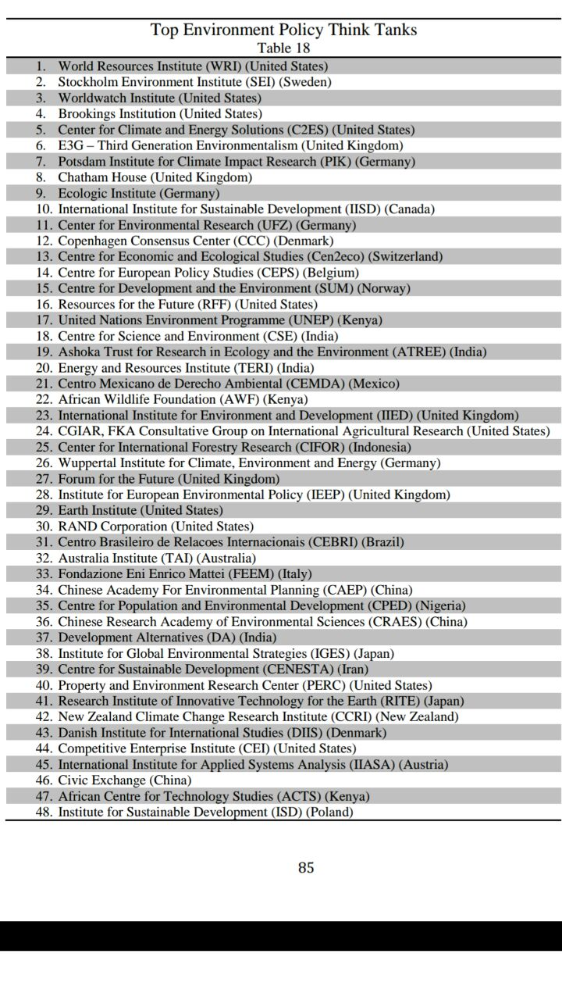 Top Environment Policy Think Tanks
Table 18
1. World Resources Institute (WRI) (United States)
2. Stockholm Environment Institute (SEI) (Sweden)
3. Worldwatch Institute (United States)
4. Brookings Institution (United States)
5. Center for Climate and Energy Solutions (C2ES) (United States)
6. E3G – Third Generation Environmentalism (United Kingdom)
7. Potsdam Institute for Climate Impact Research (PIK) (Germany)
8. Chatham House (United Kingdom)
9. Ecologic Institute (Germany)
10. International Institute for Sustainable Development (IISD) (Canada)
11. Center for Environmental Research (UFZ) (Germany)
12. Copenhagen Consensus Center (CCC) (Denmark)
13. Centre for Economic and Ecological Studies (Cen2eco) (Switzerland)
14. Centre for European Policy Studies (CEPS) (Belgium)
15. Centre for Development and the Environment (SUM) (Norway)
16. Resources for the Future (RFF) (United States)
17. United Nations Environment Programme (UNEP) (Kenya)
18. Centre for Science and Environment (CSE) (India)
19. Ashoka Trust for Research in Ecology and the Environment (ATREE) (India)
20. Energy and Resources Institute (TERI) (India)
21. Centro Mexicano de Derecho Ambiental (CEMDA) (Mexico)
22. African Wildlife Foundation (AWF) (Kenya)
23. International Institute for Environment and Development (IIED) (United Kingdom)
24. CGIAR, FKA Consultative Group on International Agricultural Research (United States)
25. Center for International Forestry Research (CIFOR) (Indonesia)
26. Wuppertal Institute for Climate, Environment and Energy (Germany)
27. Forum for the Future (United Kingdom)
28. Institute for European Environmental Policy (IEEP) (United Kingdom)
29. Earth Institute (United States)
30. RAND Corporation (United States)
31. Centro Brasileiro de Relacoes Internacionais (CEBRI) (Brazil)
32. Australia Institute (TAI) (Australia)
33. Fondazione Eni Enrico Mattei (FEEM) (Italy)
34. Chinese Academy For Environmental Planning (CAEP) (China)
35. Centre for Population and Environmental Development (CPED) (Nigeria)
36. Chinese Research Academy of Environmental Sciences (CRAES) (China)
37. Development Alternatives (DA) (India)
38. Institute for Global Environmental Strategies (IGES) (Japan)
39. Centre for Sustainable Development (CENESTA) (Iran)
40. Property and Environment Research Center (PERC) (United States)
41. Research Institute of Innovative Technology for the Earth (RITE) (Japan)
42. New Zealand Climate Change Research Institute (CCRI) (New Zealand)
43. Danish Institute for International Studies (DIIS) (Denmark)
44. Competitive Enterprise Institute (CEI) (United States)
45. International Institute for Applied Systems Analysis (IIASA) (Austria)
46. Civic Exchange (China)
47. African Centre for Technology Studies (ACTS) (Kenya)
48. Institute for Sustainable Development (ISD) (Poland)
85